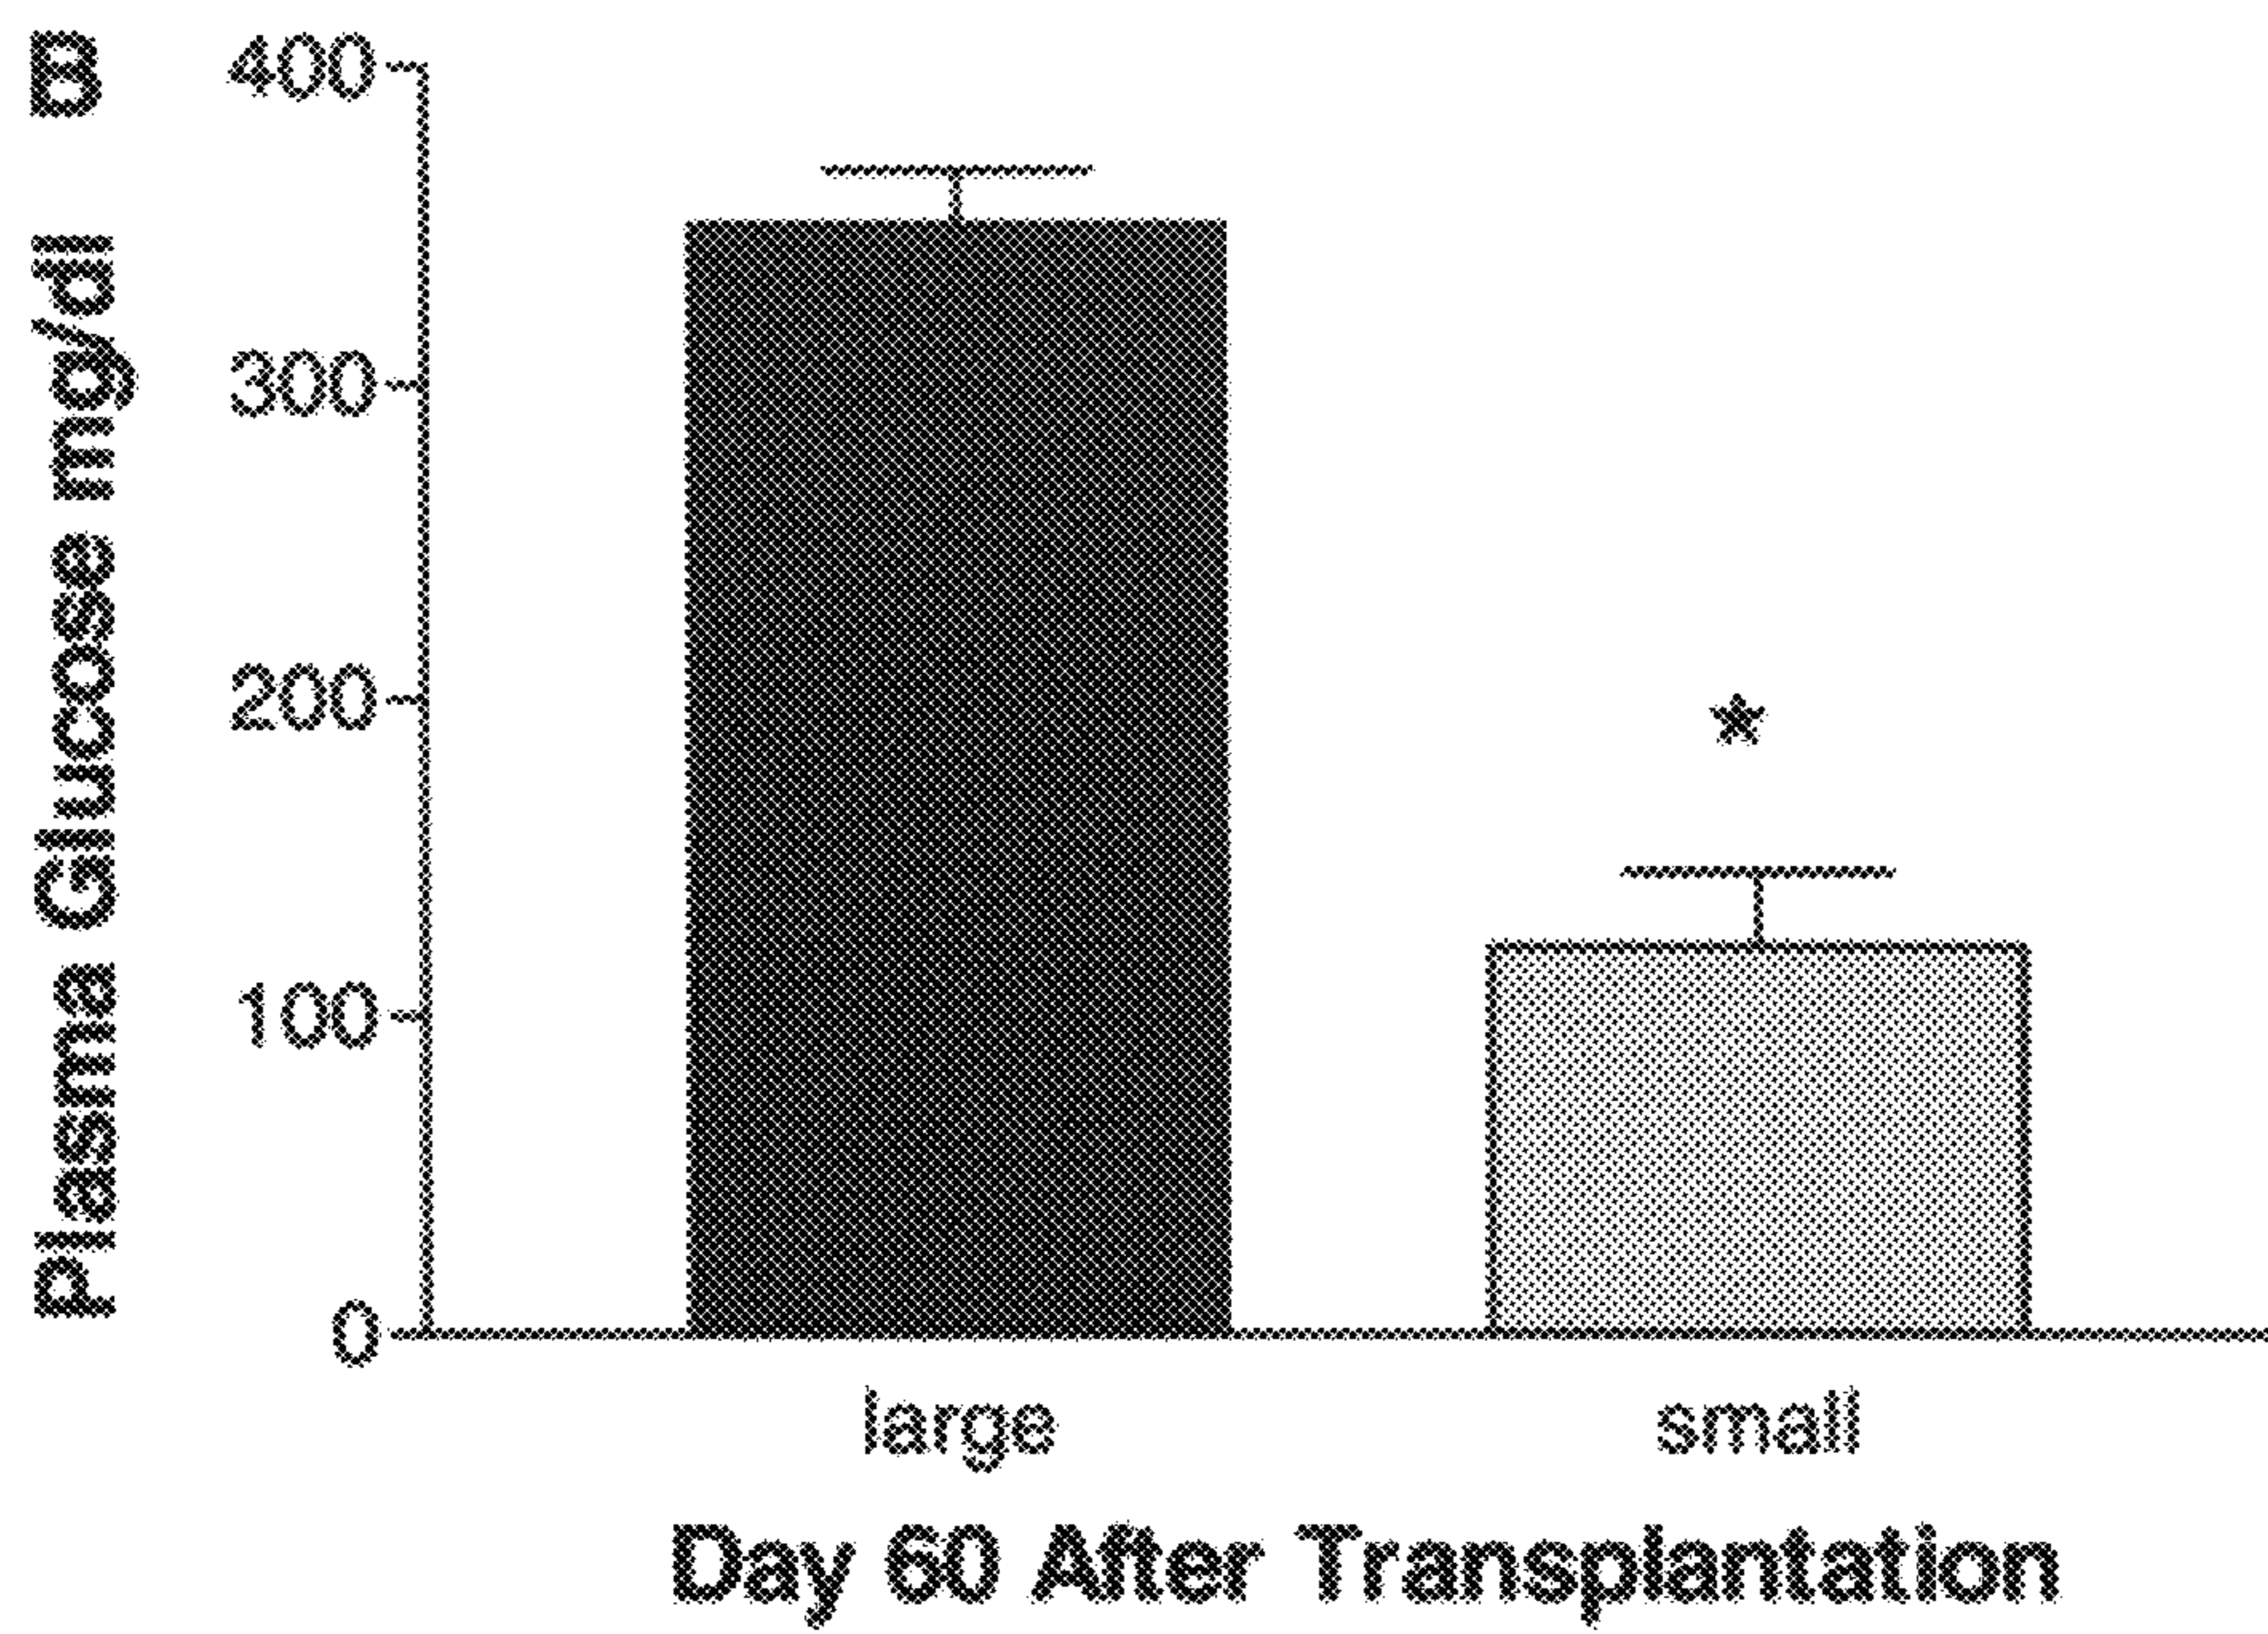 B
Plasma Glucose mg/dl
400
300
200
100
0
*
large small
Day 60 After Transplantation